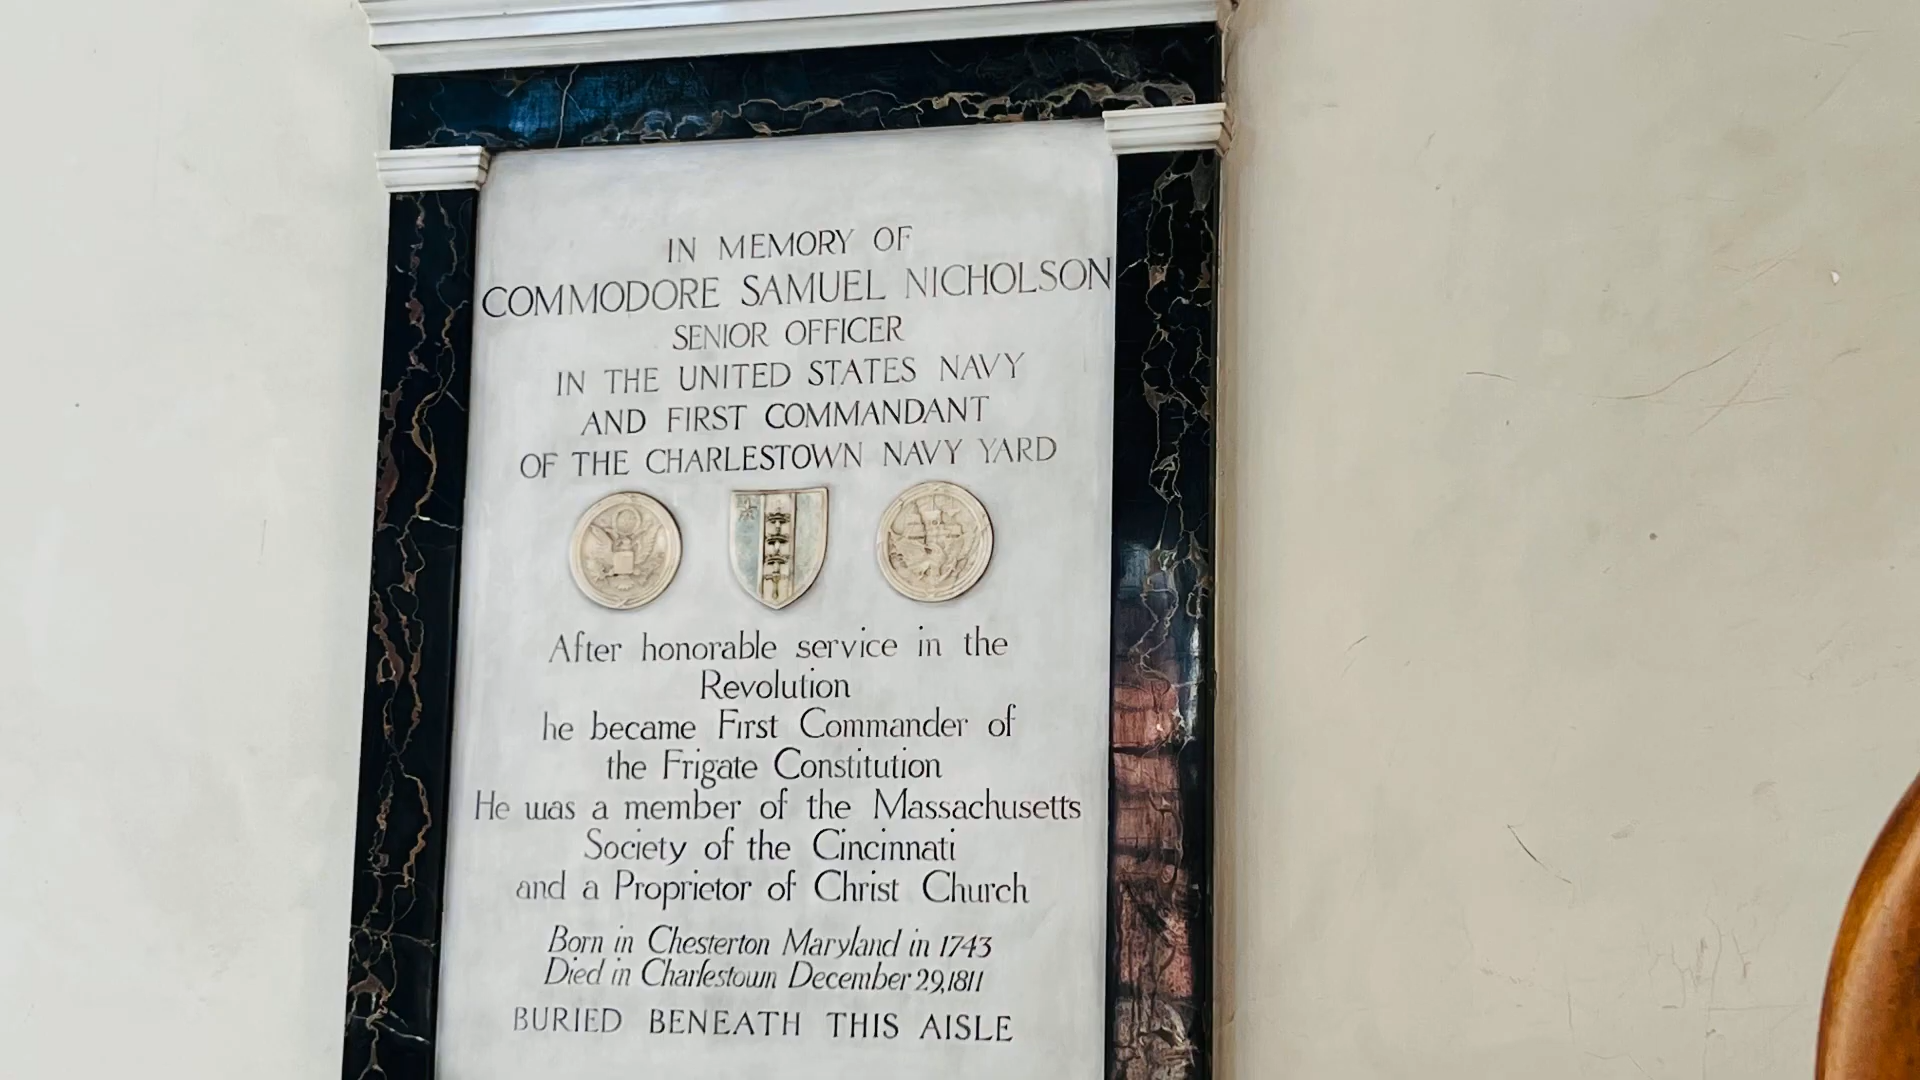 IN MEMORY OF
COMMODORE SAMUEL NICHOLSON
SENIOR OFFICER
IN THE UNITED STATES NAVY
AND FIRST COMMANDANT
OF THE CHARLESTOWN NAVY YARD
After honorable service in the
Revolution
he became First Commander of
the Frigate Constitution
He was a member of the Massachusetts
Society of the Cincinnati
and a Proprietor of Christ Church
Born in Chesterton Maryland in 1743
Died in Charlestown December 29,1811
BURIED BENEATH THIS AISLE